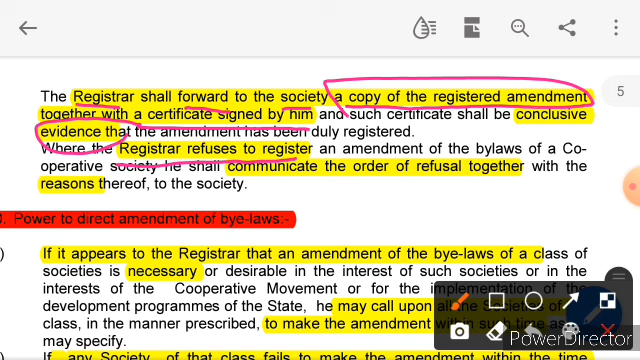 5
The Registrar shall forward to the society a copy of the registered amendment
together with a certificate signed by him and such certificate shall be conclusive
evidence that the amendment has been duly registered.
Where the Registrar refuses to register an amendment of the bylaws of a Co-
operative society he shall communicate the order of refusal together with the
reasons thereof, to the society.
. Power to direct amendment of bye-laws:-
) If it appears to the Registrar that an amendment of the bye-laws of a class of
societies is necessary or desirable in the interest of such societies or in the
interests of the Cooperative Movement or for the implementation of the
development programmes of the State, he may call upon all the Societies of
class, in the manner prescribed, to make the amendment within such time as
may specify.
) If any Society of that class fails to make the amendment within the time
PowerDirector